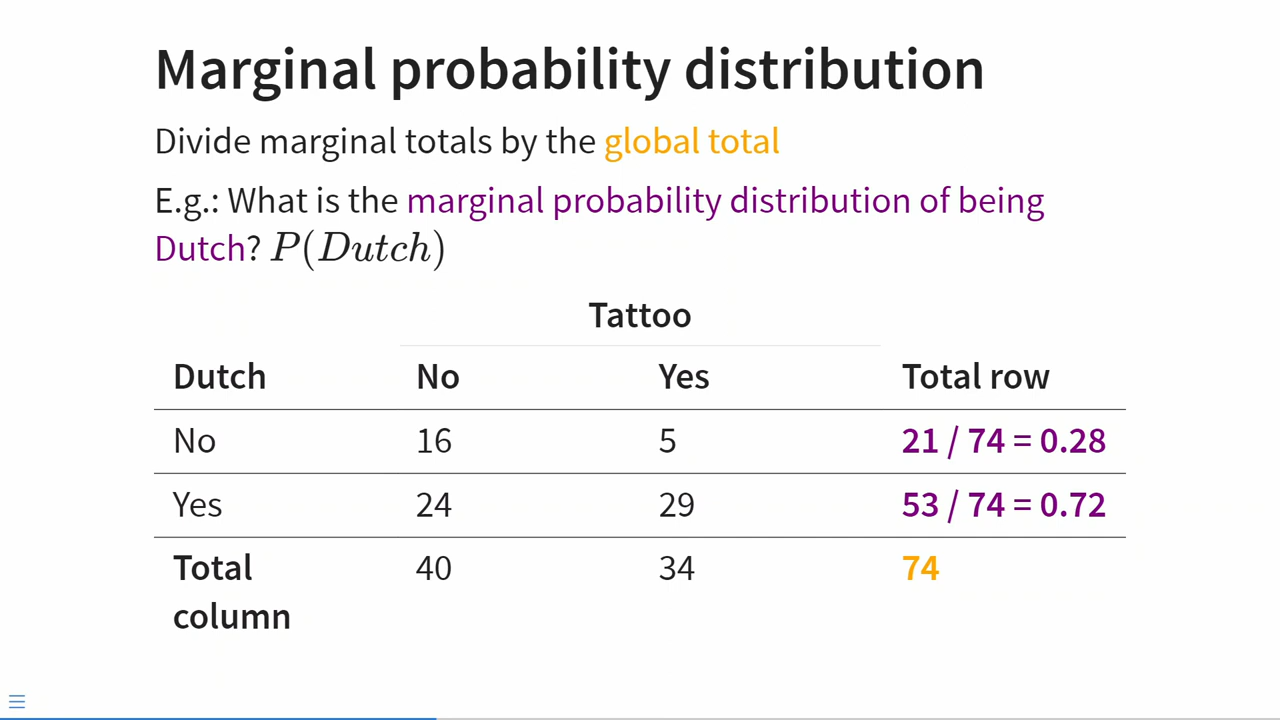 Marginal probability distribution
Divide marginal totals by the global total
E.g.: What is the marginal probability distribution of being
Dutch? P(Dutch)
Tattoo
Dutch No Yes Total row
No 16 5 21 / 74 = 0.28
Yes 24 29 53 / 74 = 0.72
Total 40 34 74
column